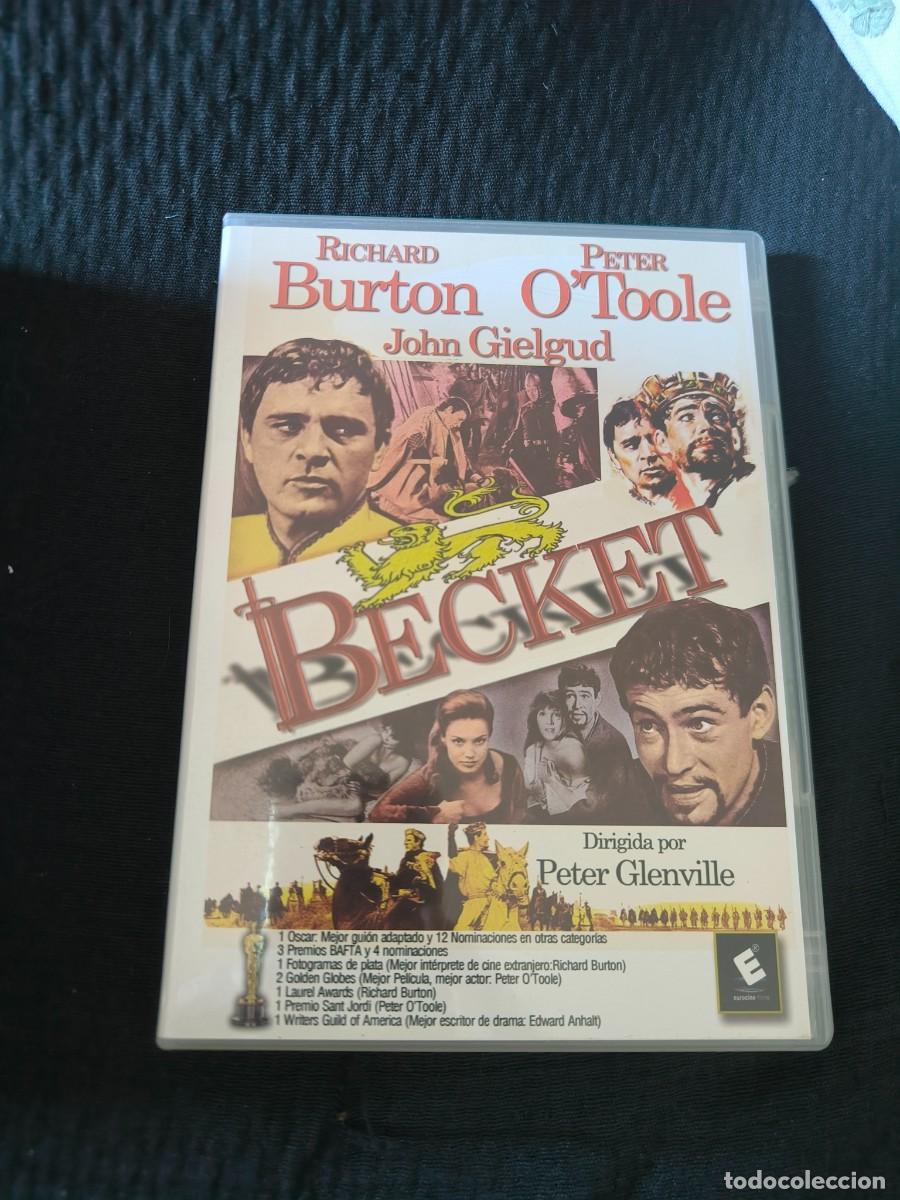 RICHARD
Burton
PETER
O'Toole
John Gielgud
BECKET
Dirigida por
Peter Glenville
1 Oscar: Mejor guión adaptado y 12 Nominaciones en otras categorías
3 Premios BAFTA y 4 nominaciones
1 Fotogramas de plata (Mejor intérprete de cine extranjero:Richard Burton)
2 Golden Globes (Mejor Película, mejor actor: Peter O'Toole)
1 Laurel Awards (Richard Burton)
1 Premio Sant Jordi (Peter O'Toole)
1 Writers Guild of America (Mejor escritor de drama: Edward Anhalt)
E®
eurocine films
todocoleccion